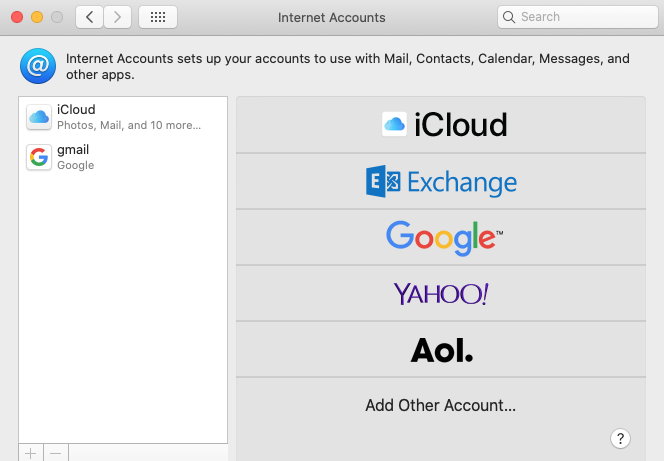 Internet Accounts
Search
Internet Accounts sets up your accounts to use with Mail, Contacts, Calendar, Messages, and
other apps.
iCloud
Photos, Mail, and 10 more...
gmail
Google
iCloud
Exchange
Google™
YAHOO!
Aol.
Add Other Account...
?